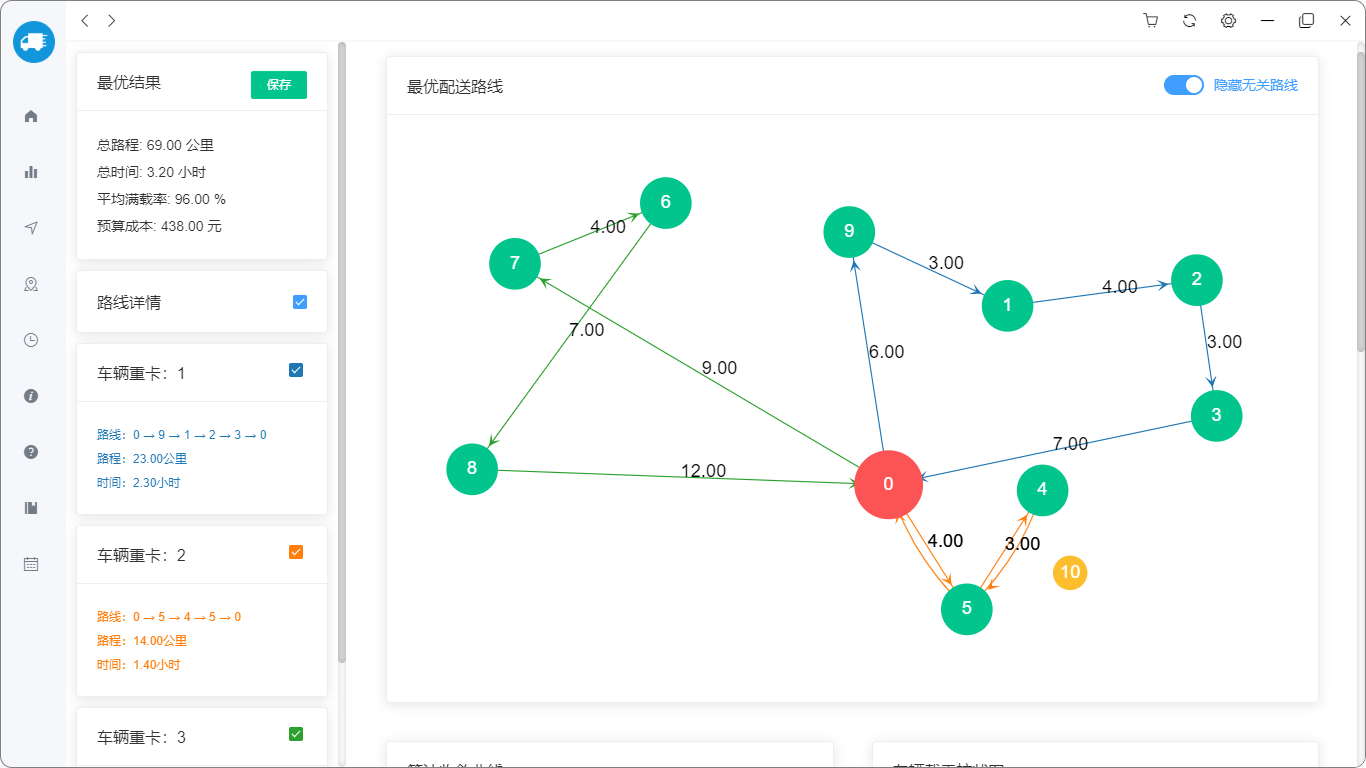 最优结果
保存
总路程: 69.00 公里
总时间: 3.20 小时
平均满载率: 96.00 %
预算成本: 438.00 元
路线详情
车辆重卡：1
路线：0 → 9 → 1 → 2 → 3 → 0
路程：23.00公里
时间：2.30小时
车辆重卡：2
路线：0 → 5 → 4 → 5 → 0
路程：14.00公里
时间：1.40小时
车辆重卡：3
最优配送路线
隐藏无关路线
6
4.00
7
9
3.00
1
4.00
2
7.00
3.00
6.00
9.00
3
7.00
8
12.00
0
4
4.00
3.00
10
5